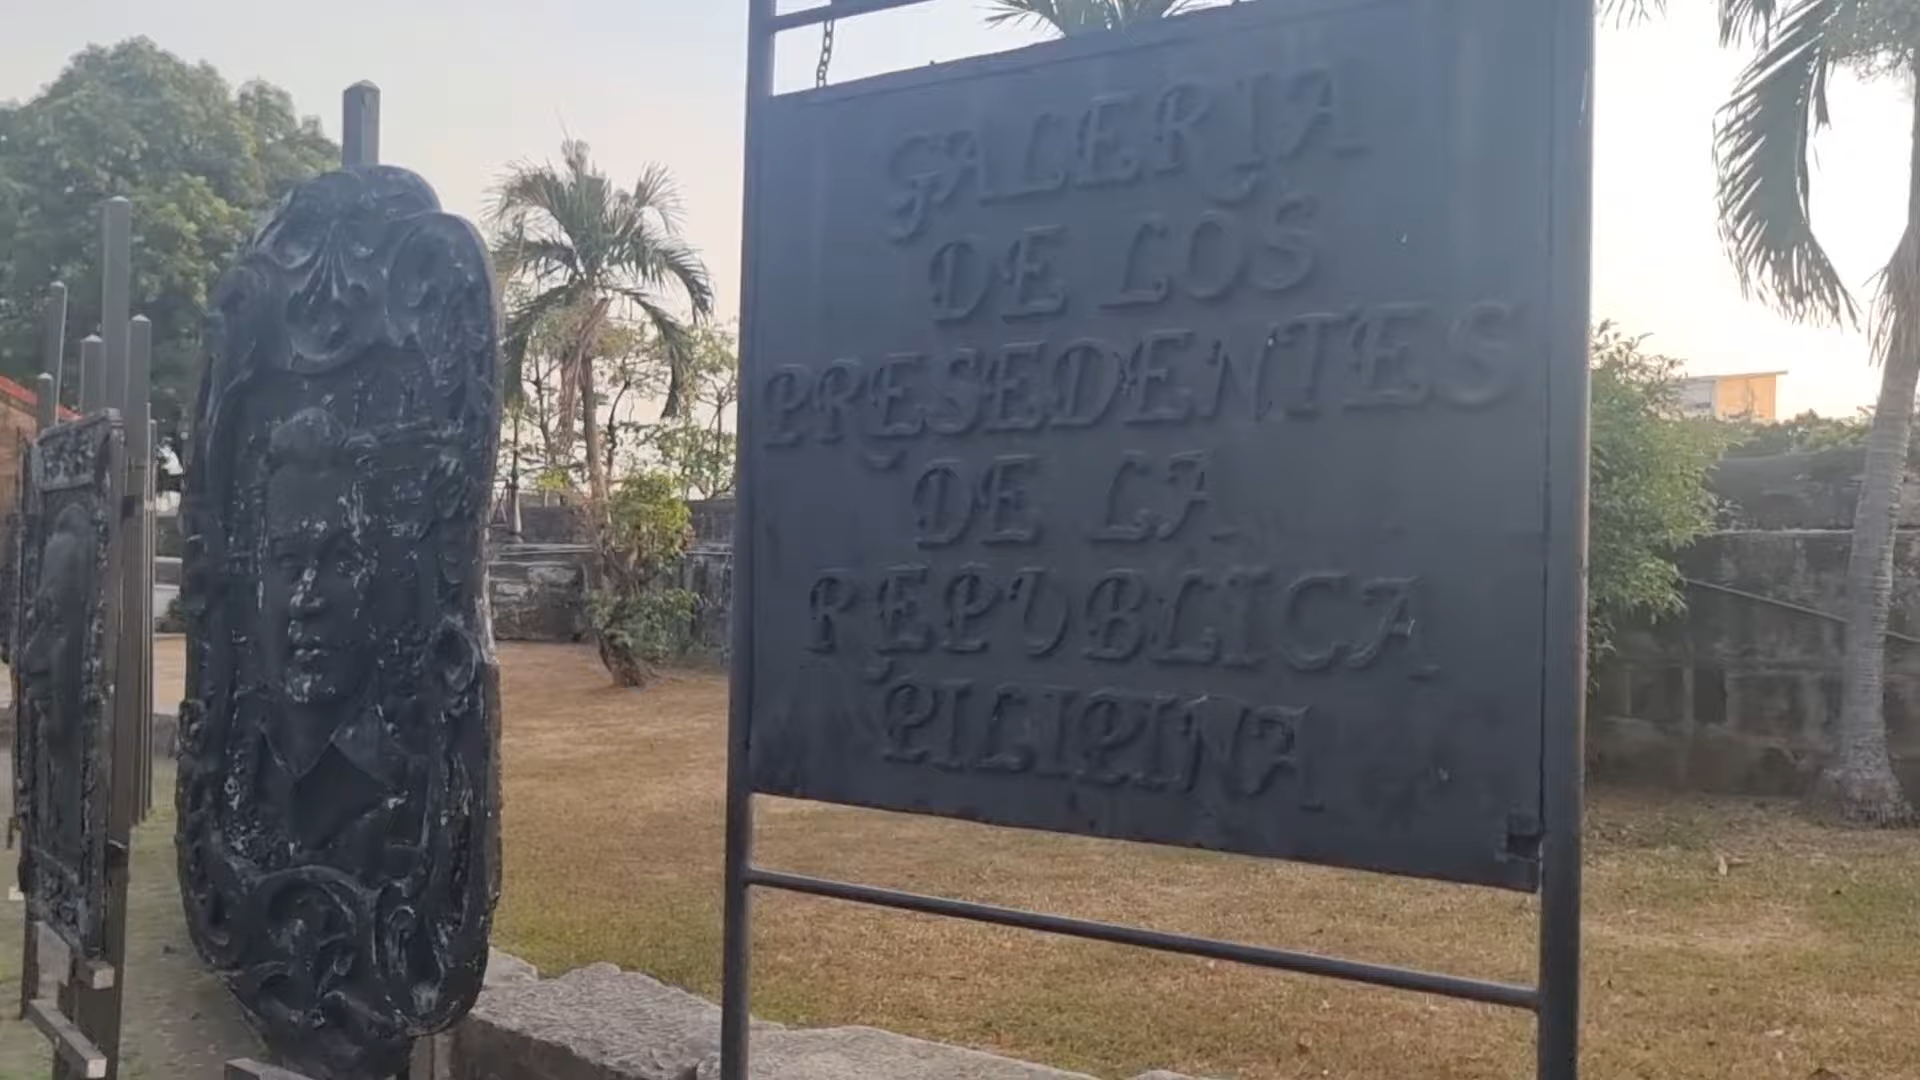 GALERIA
DE LOS
PRESEDENTES
DE LA
REPUBLICA
PILIPINA